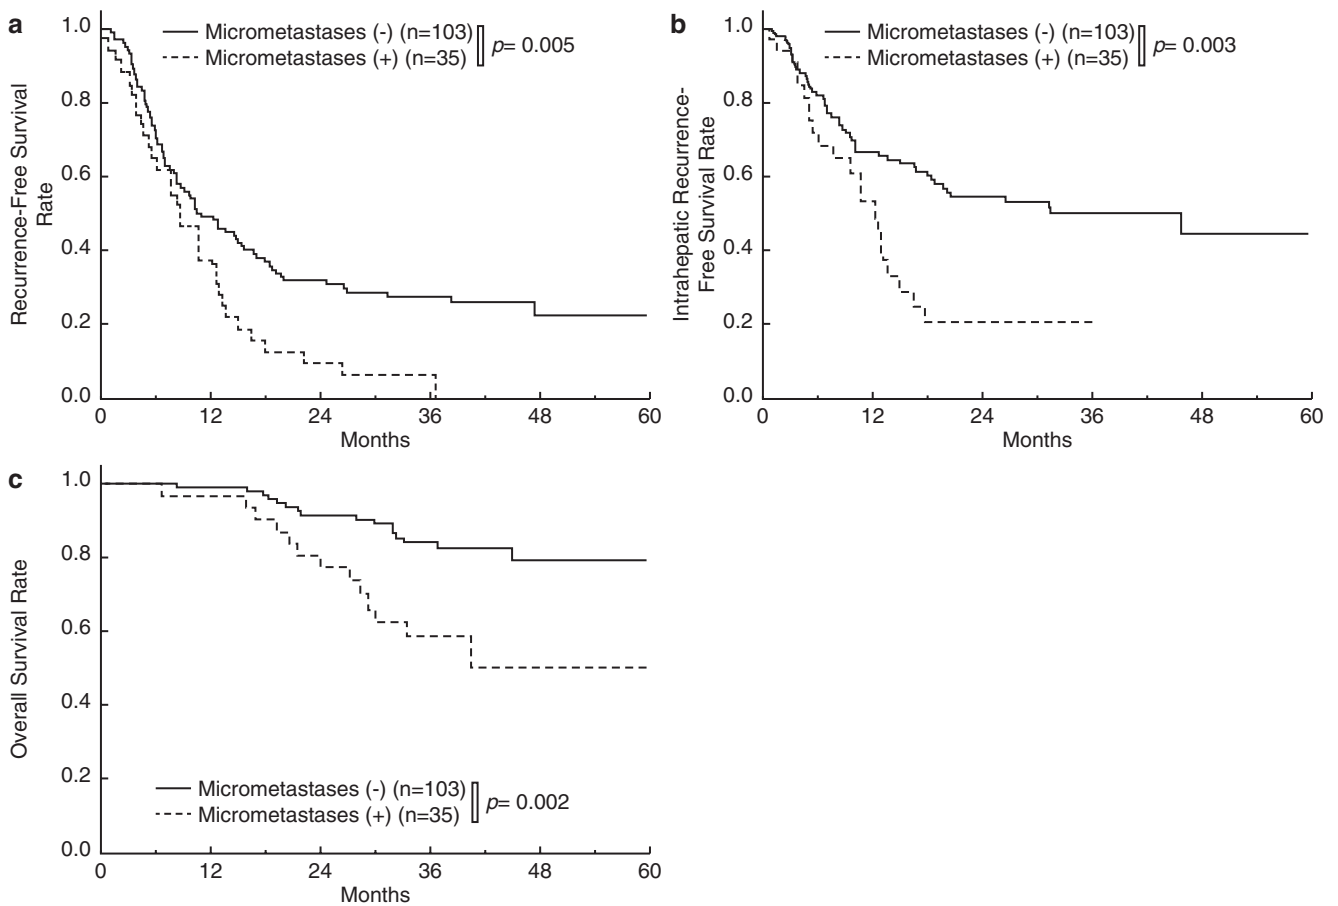 a
1.0
0.8
0.6
0.4
0.2
0.0
Recurrence-Free Survival
Rate
Micrometastases (-) (n=103)
Micrometastases (+) (n=35)
p= 0.005
0 12 24 36 48 60
Months
b
1.0
0.8
0.6
0.4
0.2
0.0
Intrahepatic Recurrence-
Free Survival Rate
Micrometastases (-) (n=103)
Micrometastases (+) (n=35)
p= 0.003
0 12 24 36 48 60
Months
c
1.0
0.8
0.6
0.4
0.2
0.0
Overall Survival Rate
Micrometastases (-) (n=103)
Micrometastases (+) (n=35)
p= 0.002
0 12 24 36 48 60
Months